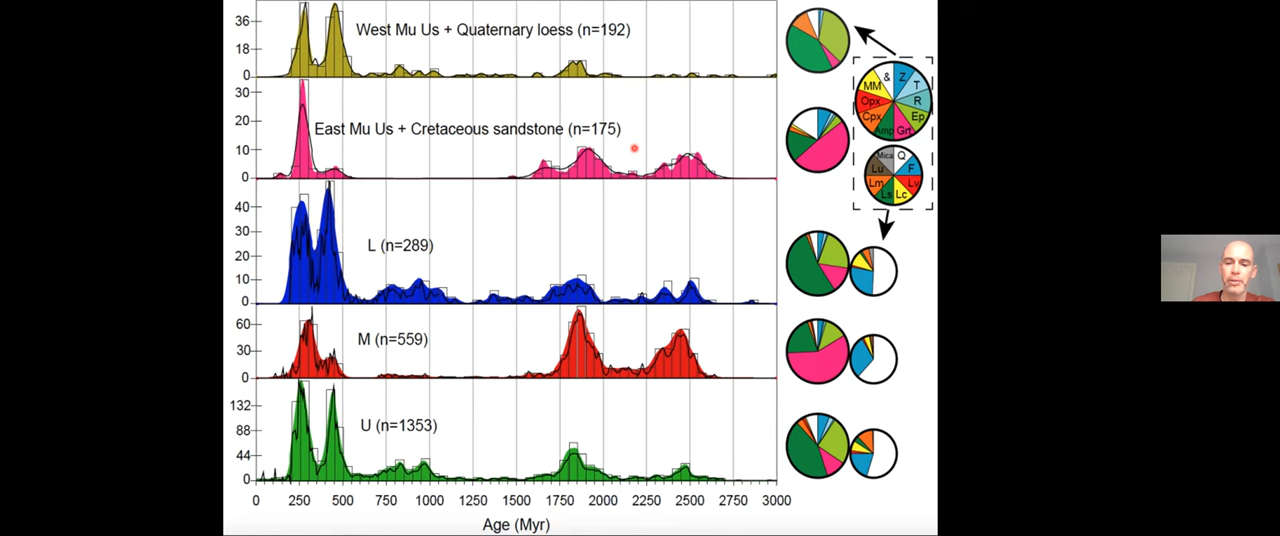 36
18
0
West Mu Us + Quaternary loess (n=192)
30
20
10
0
East Mu Us + Cretaceous sandstone (n=175)
40
30
20
10
0
L (n=289)
60
30
0
M (n=559)
132
88
44
0
U (n=1353)
0 250 500 750 1000 1250 1500 1750 2000 2250 2500 2750 3000
Age (Myr)
& Z
MM T
Opx R
Cpx Ep
Amp Grt
Mica Q
Lu F
Lm Lv
Ls Lc